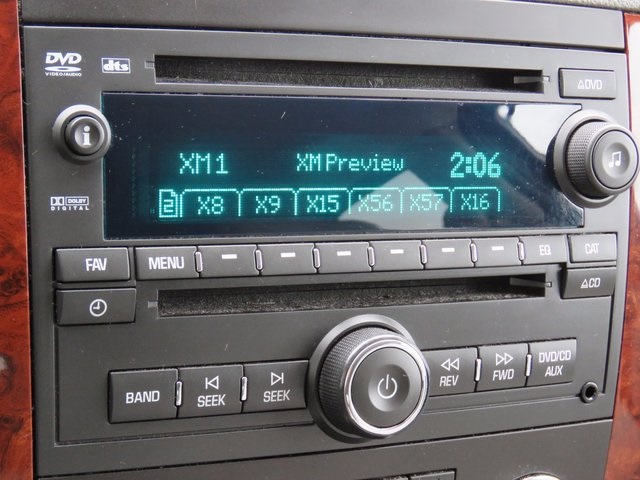 DVD
VIDEO/AUDIO
dts
DVD
i
XM1 XM Preview 2:06
2 X8 X9 X15 X56 X57 X16
DOLBY
DIGITAL
FAV MENU EQ CAT
CD
BAND SEEK SEEK REV FWD DVD/CD
AUX